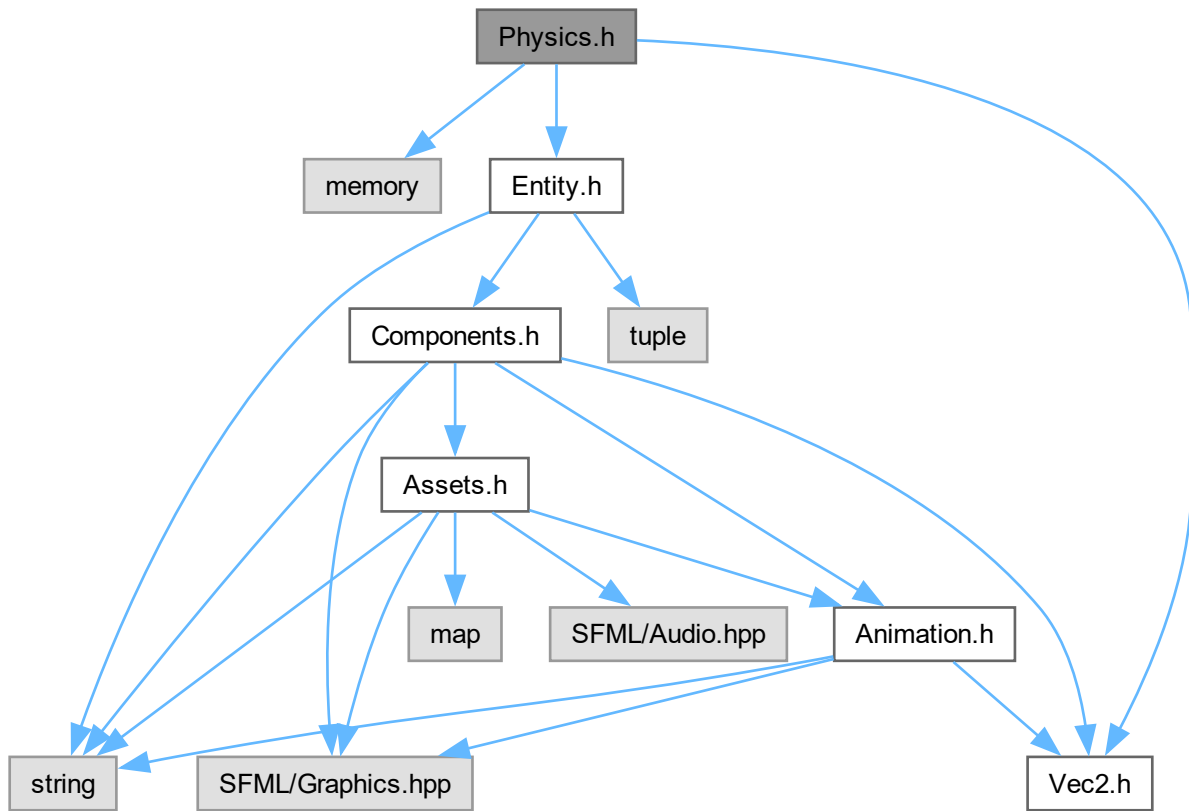 Physics.h
memory
Entity.h
Components.h
tuple
Assets.h
map
SFML/Audio.hpp
Animation.h
string
SFML/Graphics.hpp
Vec2.h